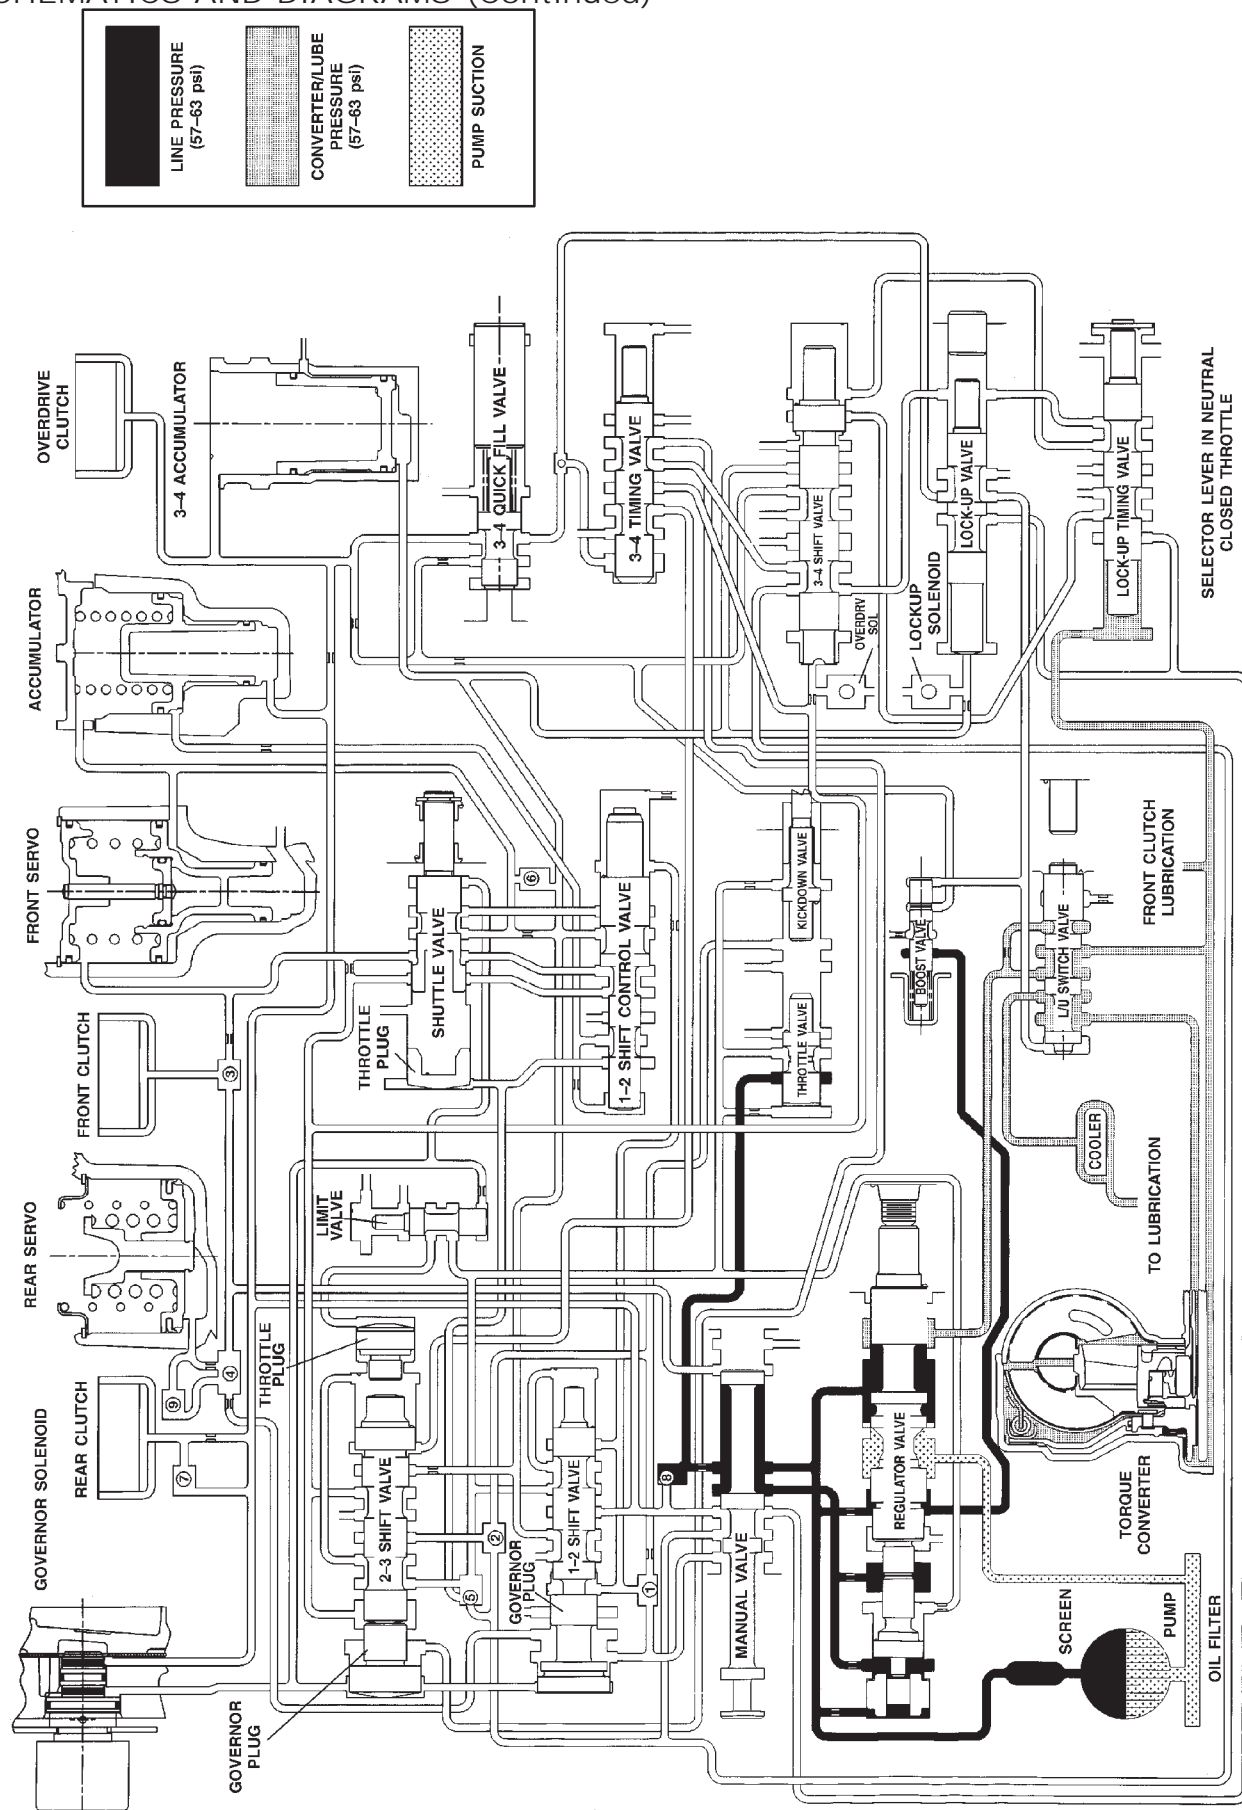 SCHEMATICS AND DIAGRAMS (Continued)
LINE PRESSURE
(57–63 psi)
CONVERTER/LUBE
PRESSURE
(57–63 psi)
PUMP SUCTION
OVERDRIVE
CLUTCH
3–4 ACCUMULATOR
3–4 QUICK FILL VALVE
3–4 TIMING VALVE
3–4 SHIFT VALVE
LOCK-UP VALVE
LOCK-UP TIMING VALVE
SELECTOR LEVER IN NEUTRAL
CLOSED THROTTLE
ACCUMULATOR
OVERDRV
SOL
LOCKUP
SOLENOID
FRONT SERVO
SHUTTLE VALVE
THROTTLE
PLUG
6
1–2 SHIFT CONTROL VALVE
KICKDOWN VALVE
THROTTLE VALVE
BOOST VALVE
L/U SWITCH VALVE
FRONT CLUTCH
LUBRICATION
FRONT CLUTCH
3
COOLER
TO LUBRICATION
REAR SERVO
LIMIT
VALVE
THROTTLE
PLUG
9
4
REAR CLUTCH
7
GOVERNOR SOLENOID
2–3 SHIFT VALVE
5
2
GOVERNOR
PLUG
1–2 SHIFT VALVE
1
8
MANUAL VALVE
REGULATOR VALVE
TORQUE
CONVERTER
SCREEN
PUMP
OIL FILTER
GOVERNOR
PLUG